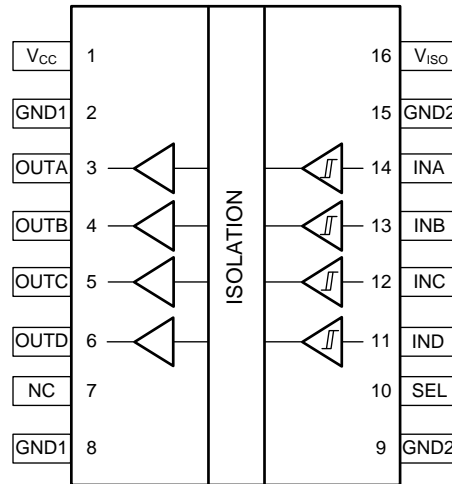 VCC 1 16 VISO
GND1 2 15 GND2
OUTA 3 14 INA
OUTB 4 13 INB
OUTC 5 12 INC
OUTD 6 11 IND
NC 7 10 SEL
GND1 8 9 GND2
ISOLATION